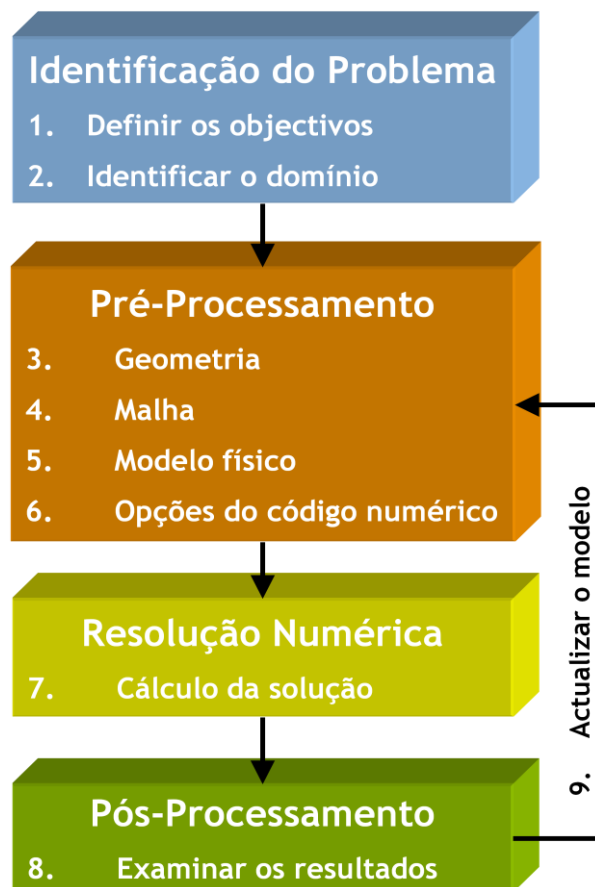 Identificação do Problema
1. Definir os objectivos
2. Identificar o domínio
Pré-Processamento
3. Geometria
4. Malha
5. Modelo físico
6. Opções do código numérico
Resolução Numérica
7. Cálculo da solução
Pós-Processamento
8. Examinar os resultados
9. Actualizar o modelo